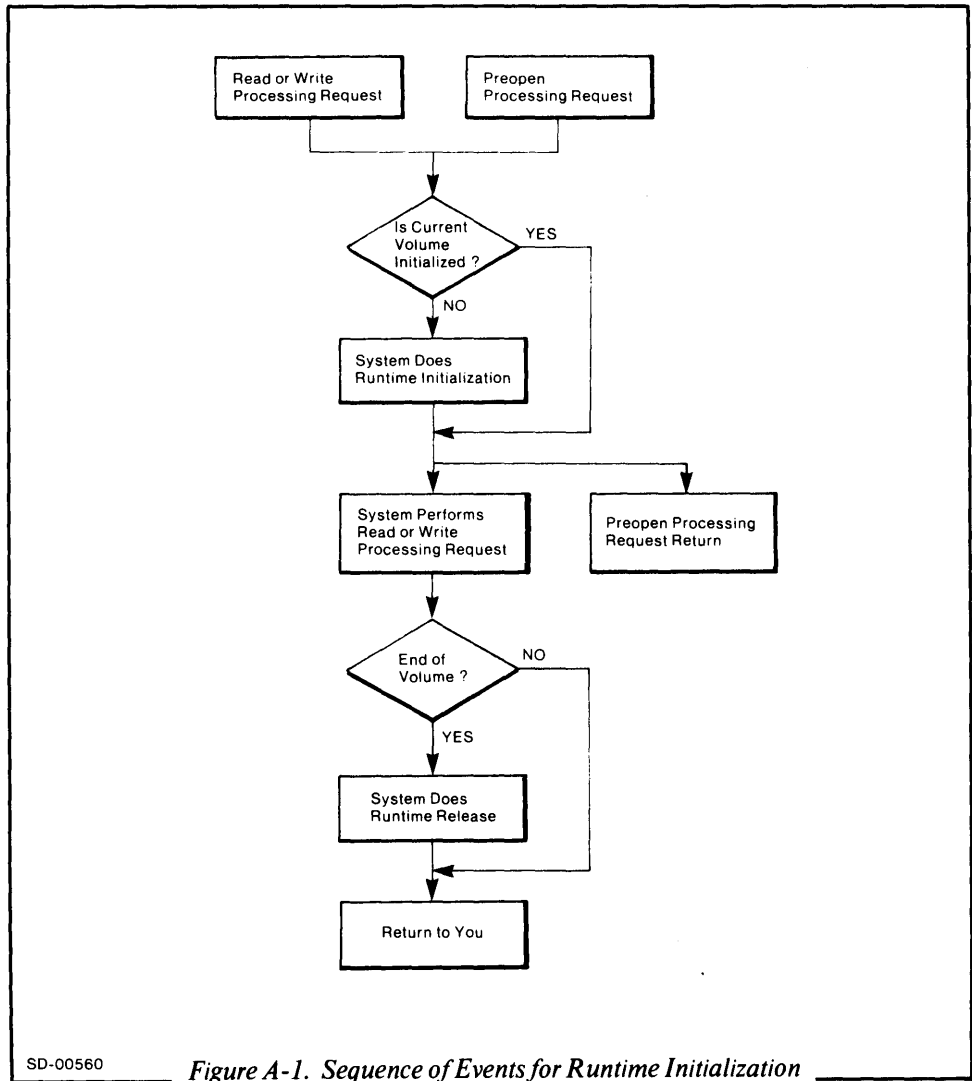 Read or Write
Processing Request
Preopen
Processing Request
Is Current
Volume
Initialized ?
YES
NO
System Does
Runtime Initialization
System Performs
Read or Write
Processing Request
Preopen Processing
Request Return
End of
Volume ?
NO
YES
System Does
Runtime Release
Return to You
SD-00560
Figure A-1. Sequence of Events for Runtime Initialization